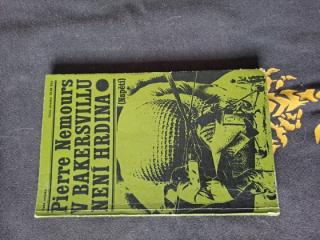 Pierre Nemours
V BAKERSVILLU
NENÍ HRDINA
(Napětí)